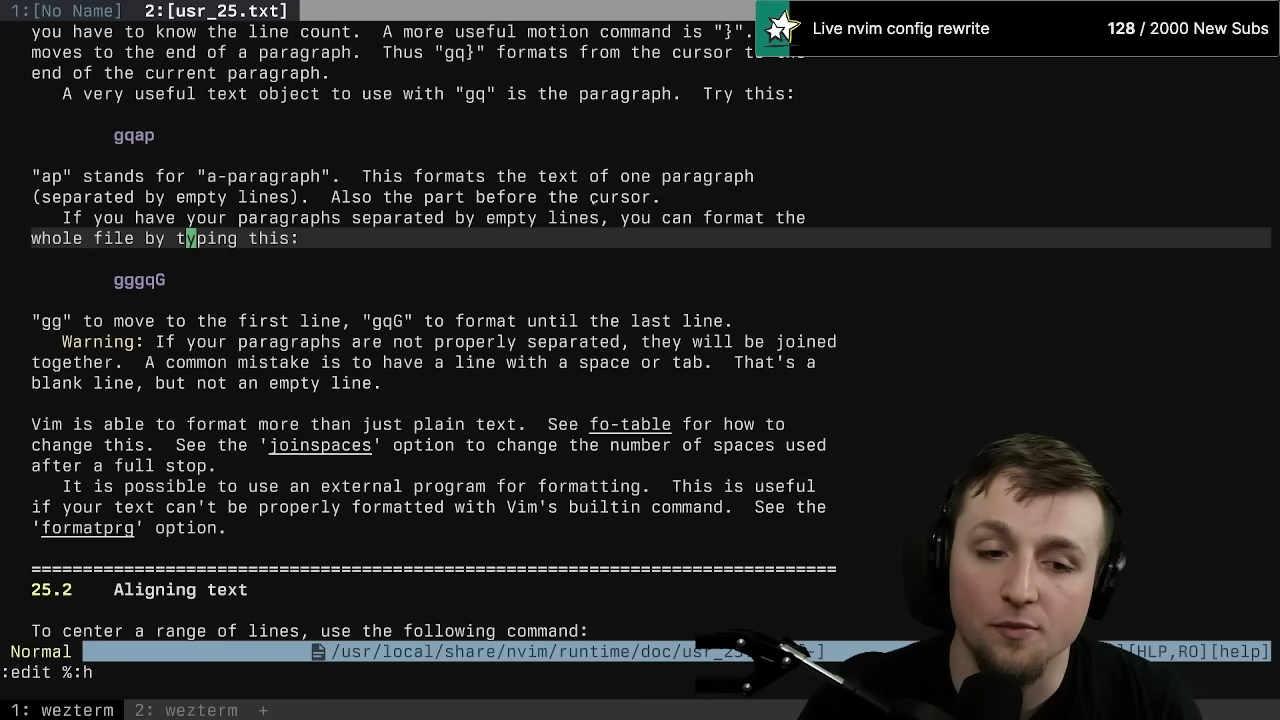 1:[No Name]  2:[usr_25.txt]
Live nvim config rewrite
128 / 2000 New Subs
you have to know the line count.  A more useful motion command is "}".
moves to the end of a paragraph.  Thus "gq}" formats from the cursor to
end of the current paragraph.
A very useful text object to use with "gq" is the paragraph.  Try this:
gqap
"ap" stands for "a-paragraph".  This formats the text of one paragraph
(separated by empty lines).  Also the part before the cursor.
If you have your paragraphs separated by empty lines, you can format the
whole file by typing this:
gggqG
"gg" to move to the first line, "gqG" to format until the last line.
Warning: If your paragraphs are not properly separated, they will be joined
together.  A common mistake is to have a line with a space or tab.  That's a
blank line, but not an empty line.
Vim is able to format more than just plain text.  See fo-table for how to
change this.  See the 'joinspaces' option to change the number of spaces used
after a full stop.
It is possible to use an external program for formatting.  This is useful
if your text can't be properly formatted with Vim's builtin command.  See the
'formatprg' option.
==============================================================================
25.2    Aligning text
To center a range of lines, use the following command:
Normal  /usr/local/share/nvim/runtime/doc/usr_25 [HLP,RO][help]
:edit %:h
1: wezterm  2: wezterm  +